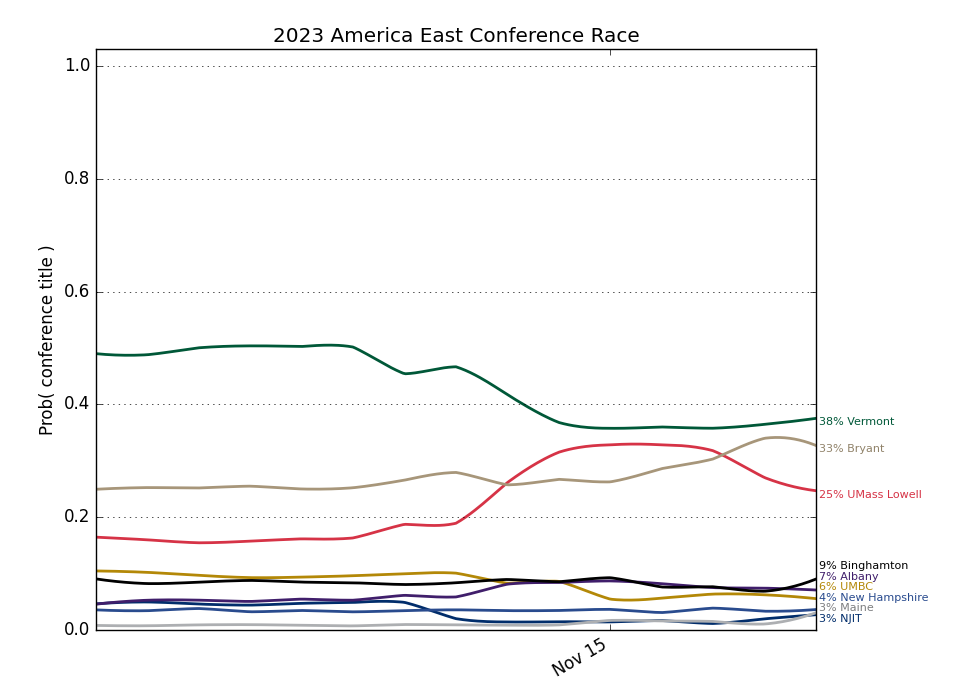 2023 America East Conference Race
Prob( conference title )
1.0
0.8
0.6
0.4
0.2
0.0
Nov 15
38% Vermont
33% Bryant
25% UMass Lowell
9% Binghamton
7% Albany
6% UMBC
4% New Hampshire
3% Maine
3% NJIT